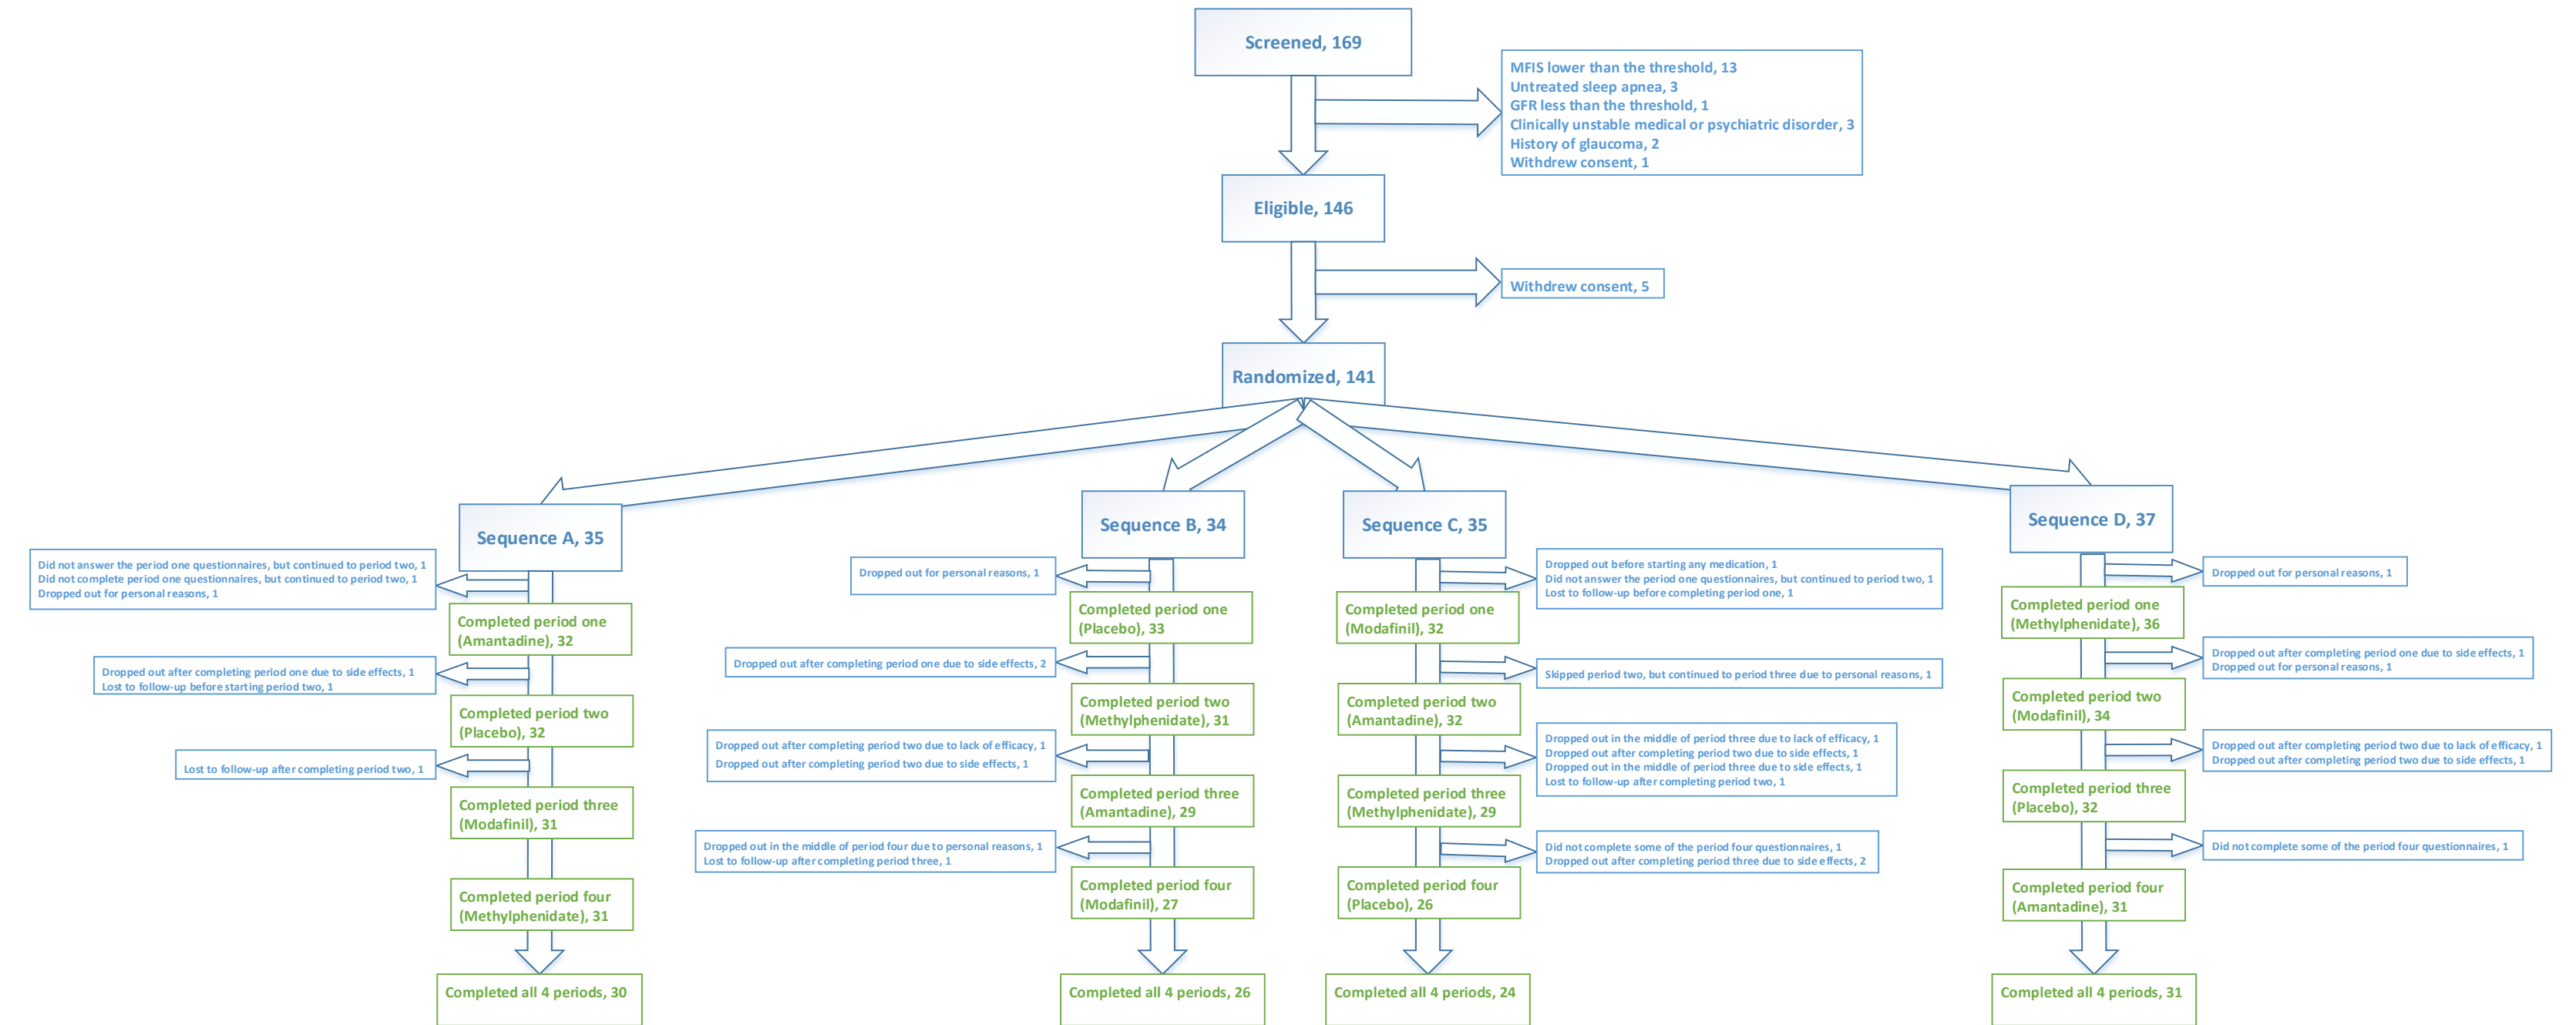 Screened, 169
MFIS lower than the threshold, 13
Untreated sleep apnea, 3
GFR less than the threshold, 1
Clinically unstable medical or psychiatric disorder, 3
History of glaucoma, 2
Withdrew consent, 1
Eligible, 146
Withdrew consent, 5
Randomized, 141
Sequence A, 35
Did not answer the period one questionnaires, but continued to period two, 1
Did not complete period one questionnaires, but continued to period two, 1
Dropped out for personal reasons, 1
Completed period one
(Amantadine), 32
Dropped out after completing period one due to side effects, 1
Lost to follow-up before starting period two, 1
Completed period two
(Placebo), 32
Lost to follow-up after completing period two, 1
Completed period three
(Modafinil), 31
Completed period four
(Methylphenidate), 31
Completed all 4 periods, 30
Sequence B, 34
Dropped out for personal reasons, 1
Completed period one
(Placebo), 33
Dropped out after completing period one due to side effects, 2
Completed period two
(Methylphenidate), 31
Dropped out after completing period two due to lack of efficacy, 1
Dropped out after completing period two due to side effects, 1
Completed period three
(Amantadine), 29
Dropped out in the middle of period four due to personal reasons, 1
Lost to follow-up after completing period three, 1
Completed period four
(Modafinil), 27
Completed all 4 periods, 26
Sequence C, 35
Dropped out before starting any medication, 1
Did not answer the period one questionnaires, but continued to period two, 1
Lost to follow-up before completing period one, 1
Completed period one
(Modafinil), 32
Skipped period two, but continued to period three due to personal reasons, 1
Completed period two
(Amantadine), 32
Dropped out in the middle of period three due to lack of efficacy, 1
Dropped out after completing period two due to side effects, 1
Dropped out in the middle of period three due to side effects, 1
Lost to follow-up after completing period two, 1
Completed period three
(Methylphenidate), 29
Did not complete some of the period four questionnaires, 1
Dropped out after completing period three due to side effects, 2
Completed period four
(Placebo), 26
Completed all 4 periods, 24
Sequence D, 37
Dropped out for personal reasons, 1
Completed period one
(Methylphenidate), 36
Dropped out after completing period one due to side effects, 1
Dropped out for personal reasons, 1
Completed period two
(Modafinil), 34
Dropped out after completing period two due to lack of efficacy, 1
Dropped out after completing period two due to side effects, 1
Completed period three
(Placebo), 32
Did not complete some of the period four questionnaires, 1
Completed period four
(Amantadine), 31
Completed all 4 periods, 31